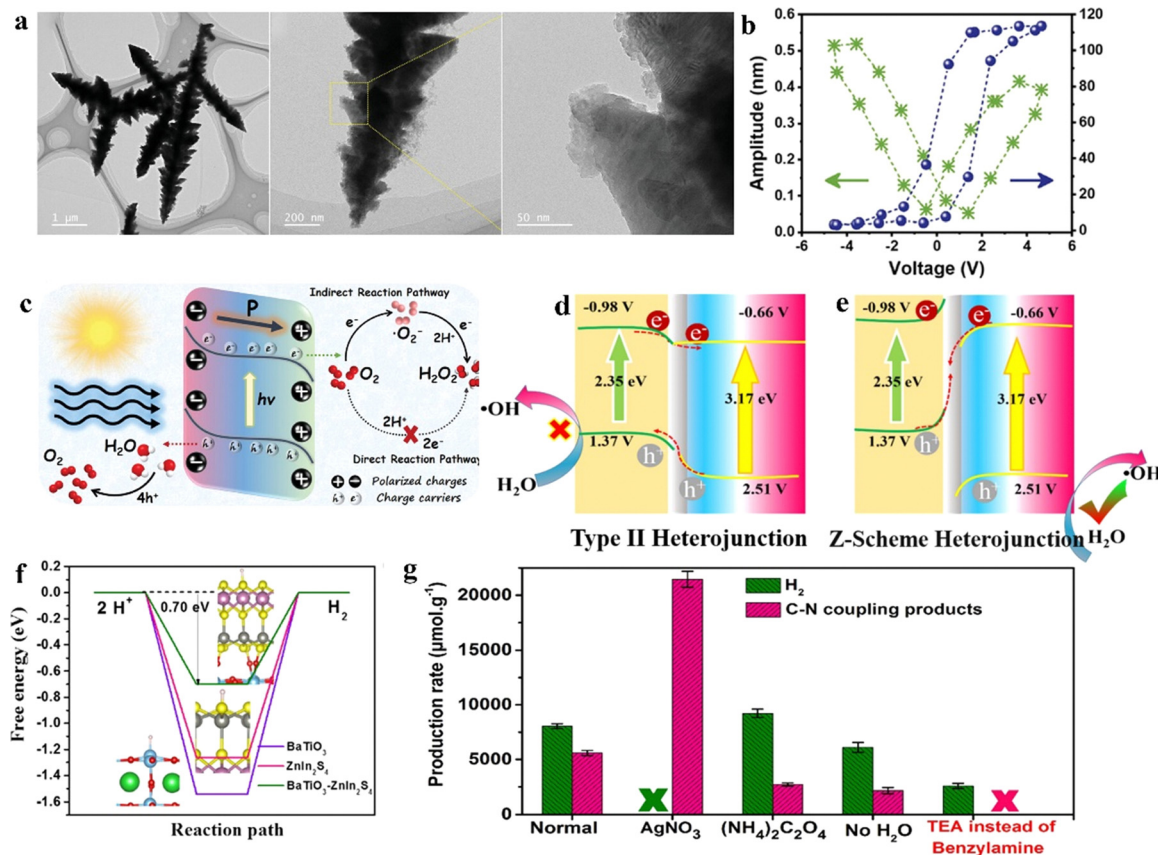 a
1 μm
200 nm
50 nm
b
Amplitude (nm)
0.6
0.5
0.4
0.3
0.2
0.1
0.0
120
100
80
60
40
20
0
-6 -4 -2 0 2 4 6
Voltage (V)
c
P
hν
e- e- e- e- e-
h+ h+ h+ h+ h+
H2O
O2
4h+
Indirect Reaction Pathway
e-
·O2-
e-
2H+
O2
H2O2
2H+
2e-
Direct Reaction Pathway
Polarized charges
h+ e- Charge carriers
d
-0.98 V
e-
e-
-0.66 V
2.35 eV
3.17 eV
•OH
1.37 V
h+
h+
2.51 V
H2O
Type II Heterojunction
e
-0.98 V
e-
e-
-0.66 V
2.35 eV
3.17 eV
1.37 V
h+
h+
2.51 V
•OH
H2O
Z-Scheme Heterojunction
f
Free energy (eV)
0.2
0.0
-0.2
-0.4
-0.6
-0.8
-1.0
-1.2
-1.4
-1.6
2 H+
0.70 eV
H2
BaTiO3
ZnIn2S4
BaTiO3-ZnIn2S4
Reaction path
g
Production rate (μmol.g-1)
20000
15000
10000
5000
0
H2
C-N coupling products
Normal
AgNO3
(NH4)2C2O4
No H2O
TEA instead of
Benzylamine